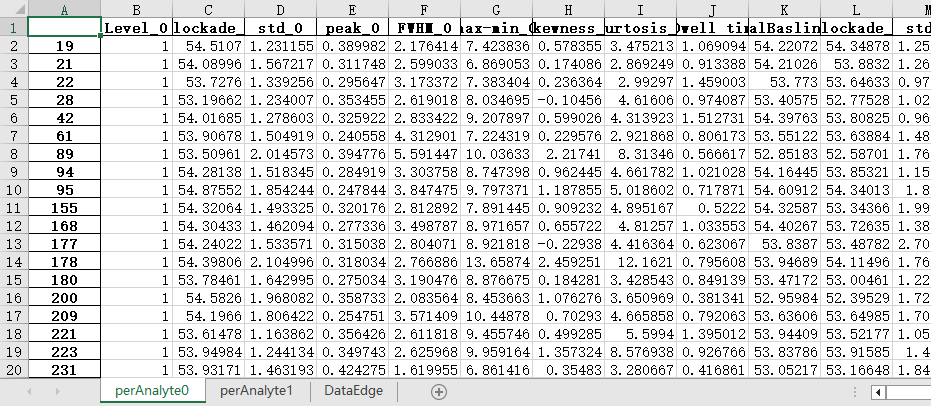 A B C D E F G H I J K L M
1 Level_0 lockade_ std_0 peak_0 FWHM_0 max-min_0 kewness_ urtosis_ Dwell tim alBaslin lockade_ std
2 19 1 54.5107 1.231155 0.389982 2.176414 7.423836 0.578355 3.475213 1.069094 54.22072 54.34878 1.25
3 21 1 54.08996 1.567217 0.311748 2.599033 6.869053 0.174086 2.869249 0.913388 54.21026 53.8832 1.26
4 22 1 53.7276 1.339256 0.295647 3.173372 7.383404 0.236364 2.99297 1.459003 53.773 53.64633 0.97
5 28 1 53.19662 1.234007 0.353455 2.619018 8.034695 -0.10456 4.61606 0.974087 53.40575 52.77528 1.02
6 42 1 54.01685 1.278603 0.325922 2.833422 9.207897 0.599026 4.313923 1.512731 54.39763 53.80825 0.96
7 61 1 53.90678 1.504919 0.240558 4.312901 7.224319 0.229576 2.921868 0.806173 53.55122 53.63884 1.48
8 89 1 53.50961 2.014573 0.394776 5.591447 10.03633 2.21741 8.31346 0.566617 52.85183 52.58701 1.76
9 94 1 54.28138 1.518345 0.284919 3.303758 8.747398 0.962445 4.661782 1.021028 54.16445 53.85321 1.15
10 95 1 54.87552 1.854244 0.247844 3.847475 9.797371 1.187855 5.018602 0.717871 54.60912 54.34013 1.8
11 155 1 54.32064 1.493325 0.320176 2.812892 7.891445 0.909232 4.895167 0.5222 54.32587 53.34366 1.99
12 168 1 54.30433 1.462094 0.277336 3.498787 8.971657 0.655722 4.81257 1.033553 54.40267 53.72635 1.38
13 177 1 54.24022 1.533571 0.315038 2.804071 8.921818 -0.22938 4.416364 0.623067 53.8387 53.48782 2.70
14 178 1 54.39806 2.104996 0.318034 2.766886 13.65874 2.459251 12.1621 0.795608 53.94689 54.11496 1.76
15 180 1 53.78461 1.642995 0.275034 3.190476 8.876675 0.184281 3.428543 0.849139 53.47172 53.00461 1.22
16 200 1 54.5826 1.968082 0.358733 2.083564 8.453663 1.076276 3.650969 0.381341 52.95984 52.39529 1.72
17 209 1 54.1966 1.806422 0.254751 3.571409 10.44878 0.70293 4.665858 0.792063 53.63606 53.64985 1.70
18 221 1 53.61478 1.163862 0.356426 2.611818 9.455746 0.499285 5.5994 1.395012 53.94409 53.52177 1.05
19 223 1 53.94984 1.244134 0.349743 2.625968 9.959164 1.357324 8.576938 0.926766 53.83786 53.91585 1.4
20 231 1 53.93171 1.463193 0.424275 1.619955 6.861416 0.35483 3.280667 0.416861 53.05217 53.16648 1.84
perAnalyte0 perAnalyte1 DataEdge